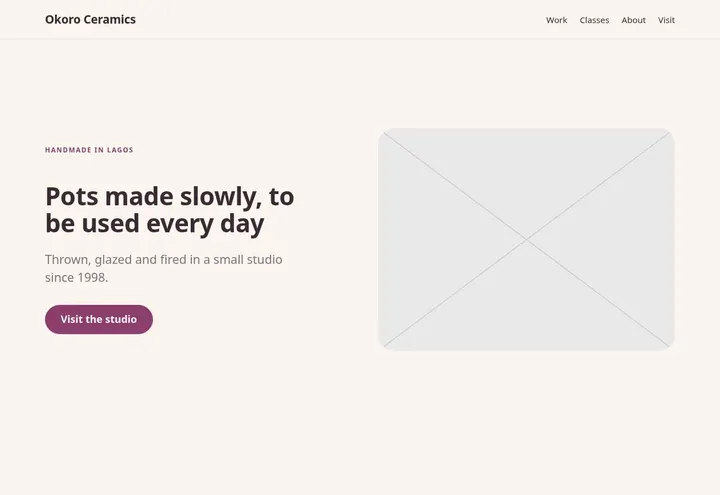 Okoro Ceramics
Work Classes About Visit
HANDMADE IN LAGOS
Pots made slowly, to
be used every day
Thrown, glazed and fired in a small studio
since 1998.
Visit the studio